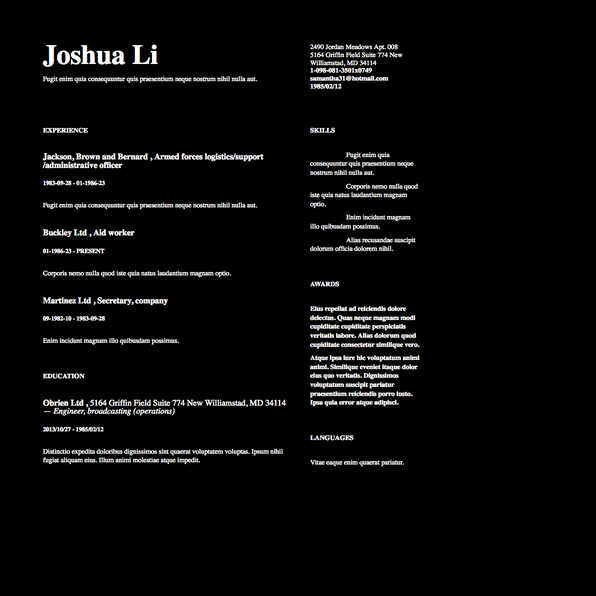 Joshua Li
Fugit enim quia consequuntur quis praesentium neque nostrum nihil nulla aut.
2490 Jordan Meadows Apt. 008
5164 Griffin Field Suite 774 New
Williamstad, MD 34114
1-098-081-3501x0749
samantha31@hotmail.com
1985/02/12
EXPERIENCE
Jackson, Brown and Bernard , Armed forces logistics/support
/administrative officer
1983-09-28 - 01-1986-23
Fugit enim quia consequuntur quis praesentium neque nostrum nihil nulla aut.
Buckley Ltd , Aid worker
01-1986-23 - PRESENT
Corporis nemo nulla quod iste quia natus laudantium magnam optio.
Martinez Ltd , Secretary, company
09-1982-10 - 1983-09-28
Enim incidunt magnam illo quibusdam possimus.
EDUCATION
Obrien Ltd , 5164 Griffin Field Suite 774 New Williamstad, MD 34114
— Engineer, broadcasting (operations)
2013/10/27 - 1985/02/12
Distinctio expedita doloribus dignissimos sint quaerat voluptatem voluptas. Ipsum nihil
fugiat aliquam eius. Illum animi molestiae atque impedit.
SKILLS
Fugit enim quia
consequuntur quis praesentium neque
nostrum nihil nulla aut.
Corporis nemo nulla quod
iste quia natus laudantium magnam
optio.
Enim incidunt magnam
illo quibusdam possimus.
Alias recusandae suscipit
dolorum officia dolorem nihil.
AWARDS
Eius repellat ad reiciendis dolore
delectus. Quas neque magnam modi
cupiditate cupiditate perspiciatis
veritatis labore. Alias dolorum quod
cupiditate consectetur similique vero.
Atque ipsa iure hic voluptatum animi
animi. Similique eveniet itaque dolor
eius quo veritatis. Dignissimos
voluptatum suscipit pariatur
praesentium reiciendis porro iusto.
Ipsa quia error atque adipisci.
LANGUAGES
Vitae eaque enim quaerat pariatur.